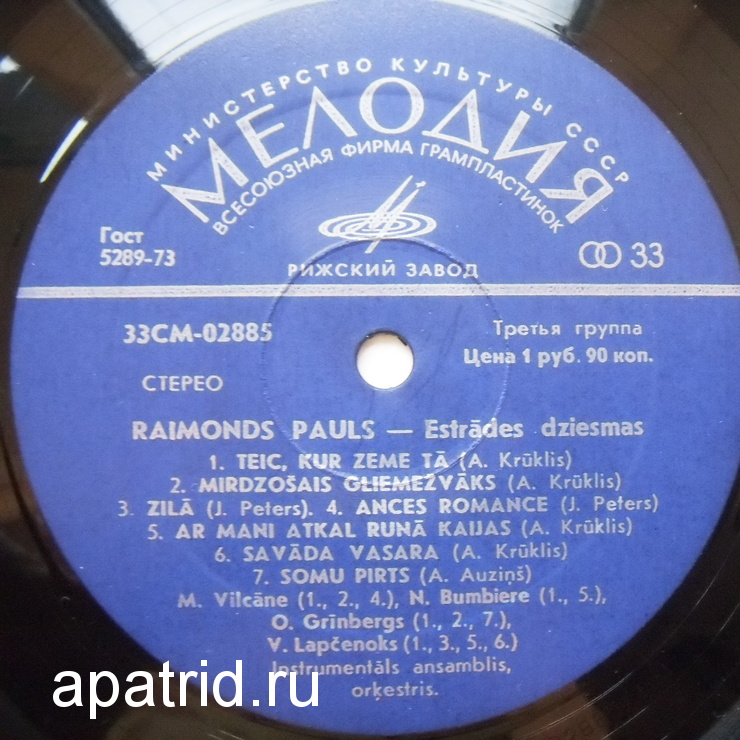 МИНИСТЕРСТВО КУЛЬТУРЫ СССР
МЕЛОДИЯ
ВСЕСОЮЗНАЯ ФИРМА ГРАМПЛАСТИНОК
Гост
5289-73
33
РИЖСКИЙ ЗАВОД
33СМ-02885
Третья группа
Цена 1 руб. 90 коп.
СТЕРЕО
RAIMONDS PAULS — Estrādes dziesmas
1. TEIC, KUR ZEME TĀ (A. Krūklis)
2. MIRDZOŠAIS GLIEMEŽVĀKS (A. Krūklis)
3. ZILĀ (J. Peters). 4. ANCES ROMANCE (J. Peters)
5. AR MANI ATKAL RUNĀ KAIJAS (A. Krūklis)
6. SAVĀDA VASARA (A. Krūklis)
7. SOMU PIRTS (A. Auziņš)
M. Vilcāne (1., 2., 4.), N. Bumbiere (1., 5.),
O. Grīnbergs (1., 2., 7.),
V. Lapčenoks (1., 3., 5., 6.)
Instrumentāls ansamblis,
orķestris.
apatrid.ru